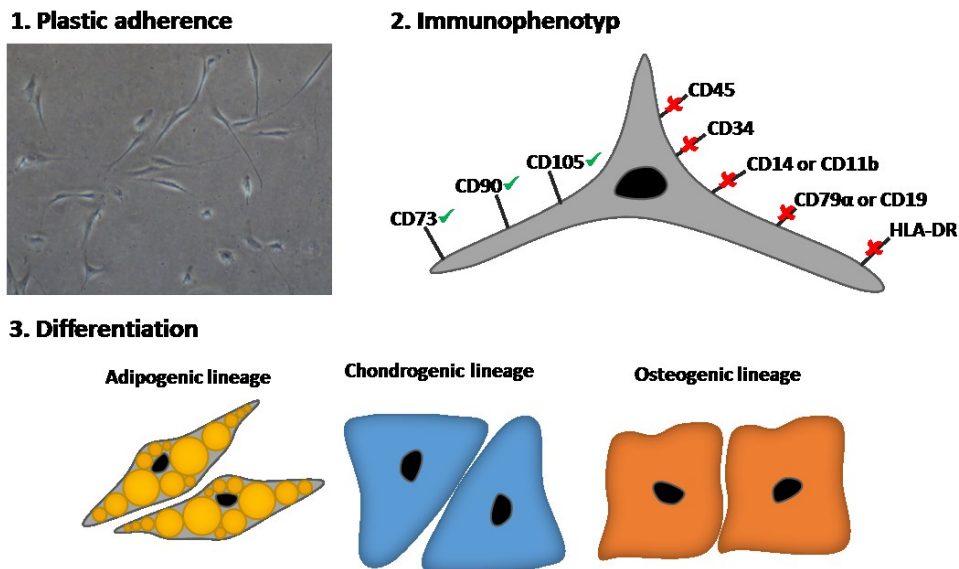 1. Plastic adherence
2. Immunophenotyp
CD45
CD34
CD14 or CD11b
CD79α or CD19
HLA-DR
CD105
CD90
CD73
3. Differentiation
Adipogenic lineage
Chondrogenic lineage
Osteogenic lineage